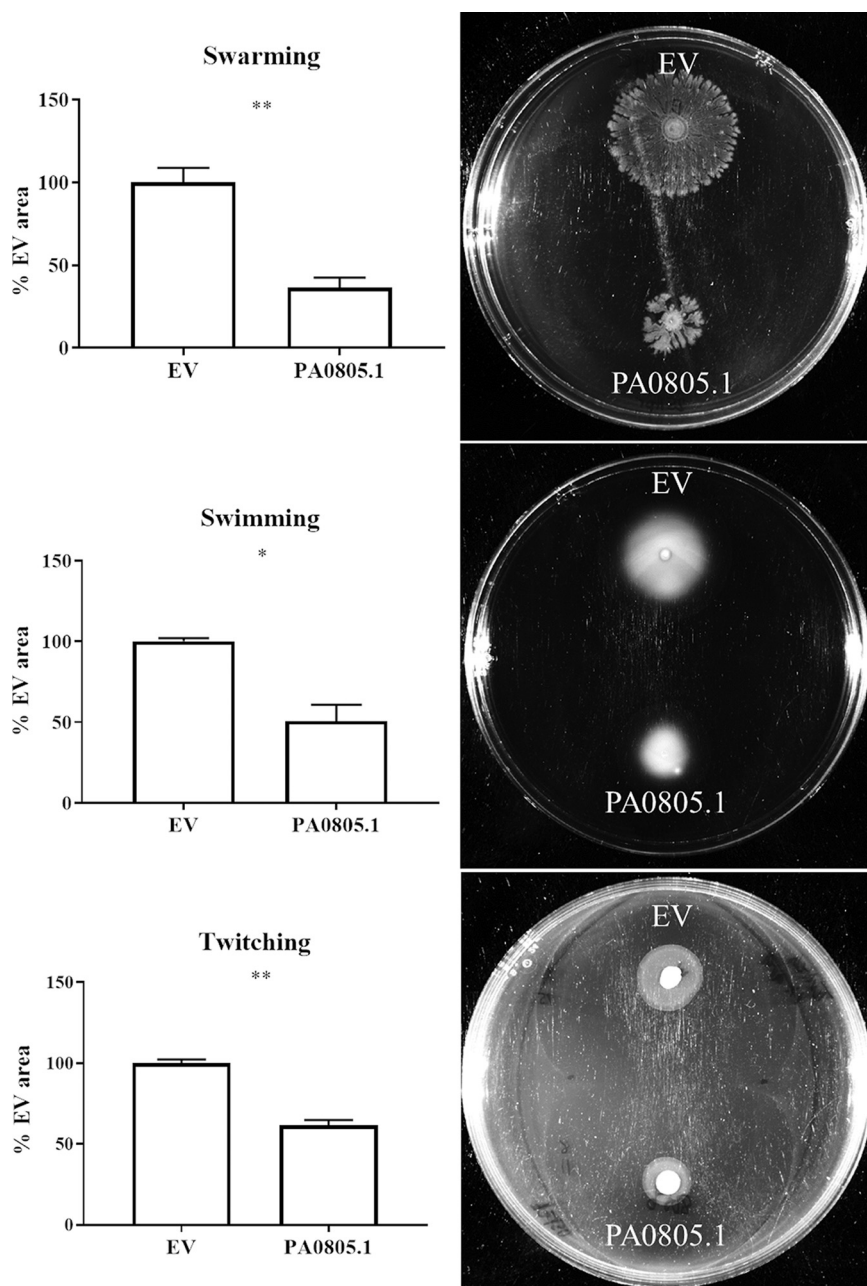 Swarming
**
150
100
50
0
% EV area
EV
PA0805.1
EV
PA0805.1
Swimming
*
150
100
50
0
% EV area
EV
PA0805.1
EV
PA0805.1
Twitching
**
150
100
50
0
% EV area
EV
PA0805.1
EV
PA0805.1